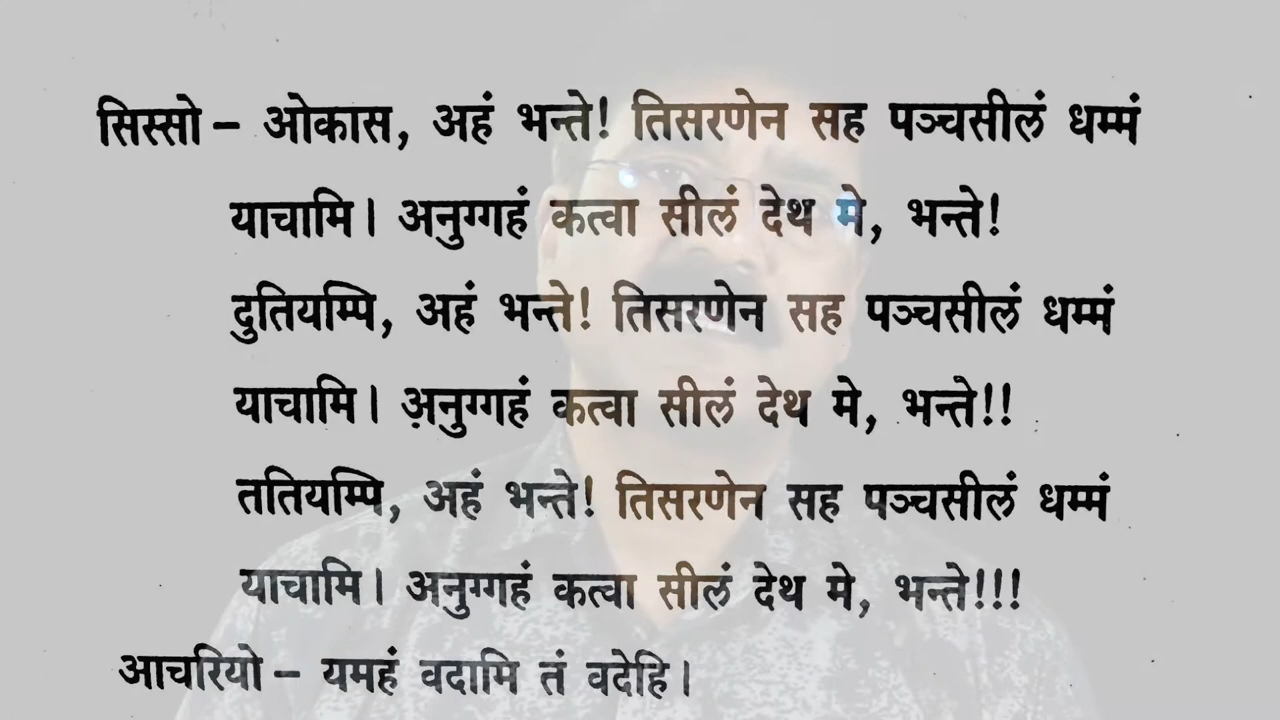 सिस्सो – ओकास, अहं भन्ते! तिसरणेन सह पञ्चसीलं धम्मं
याचामि। अनुग्गहं कत्वा सीलं देथ मे, भन्ते!
दुतियम्पि, अहं भन्ते! तिसरणेन सह पञ्चसीलं धम्मं
याचामि। अ़नुग्गहं कत्वा सीलं देथ मे, भन्ते!!
ततियम्पि, अहं भन्ते! तिसरणेन सह पञ्चसीलं धम्मं
याचामि। अनुग्गहं कत्वा सीलं देथ मे, भन्ते!!!
आचरियो – यमहं वदामि तं वदेहि।